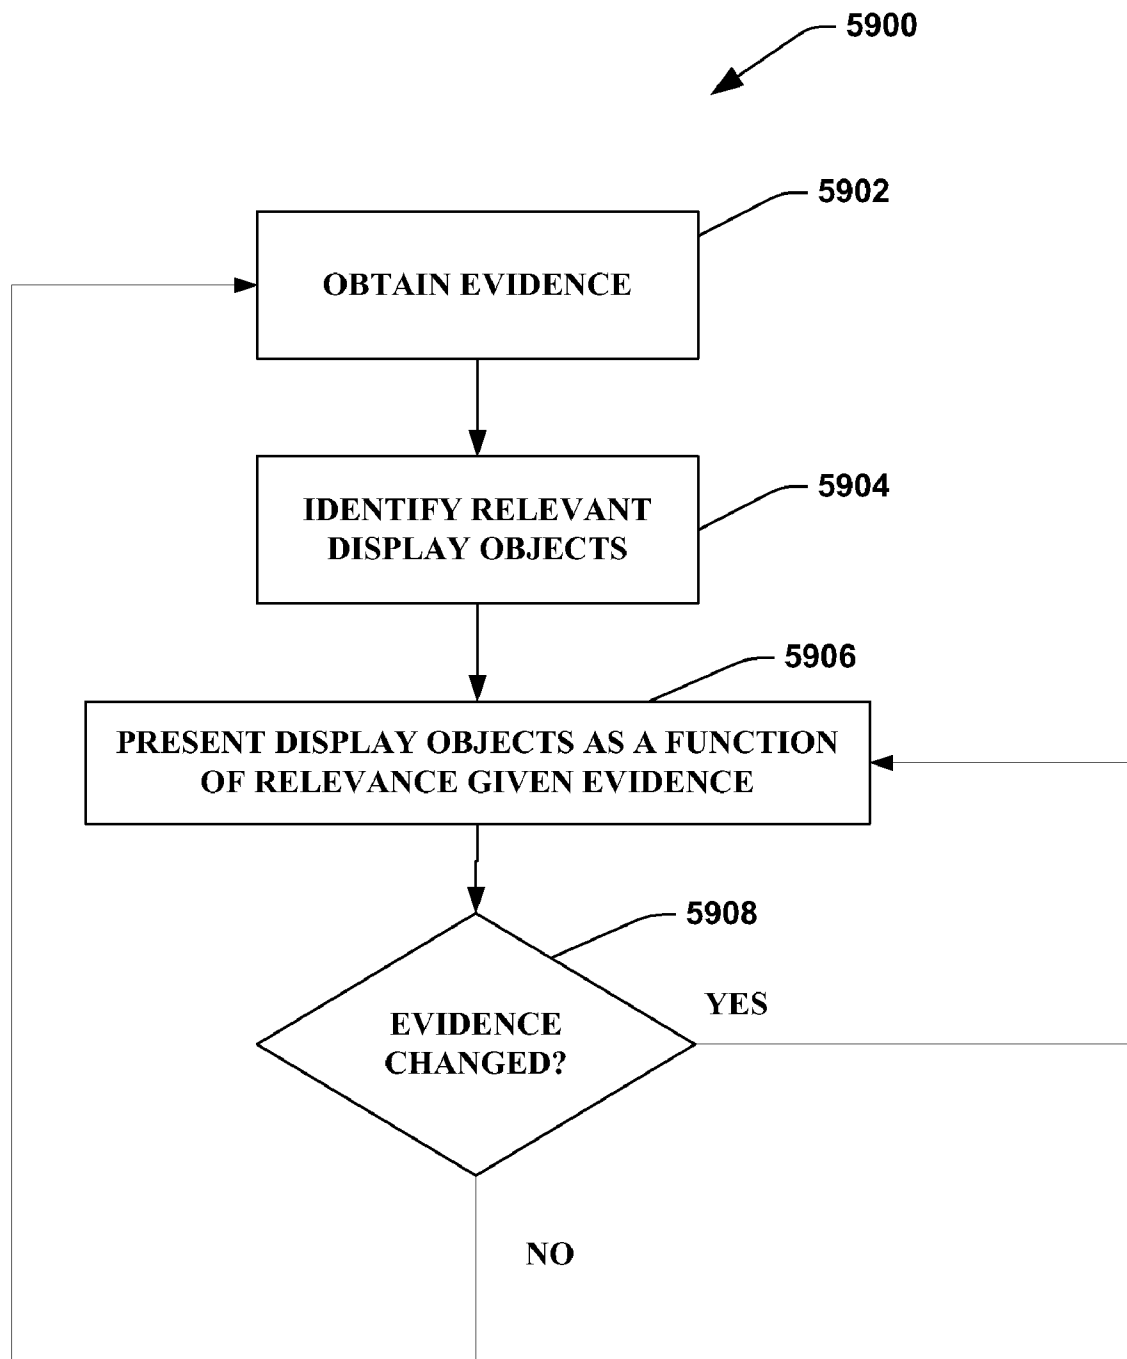 5900
5902
OBTAIN EVIDENCE
5904
IDENTIFY RELEVANT
DISPLAY OBJECTS
5906
PRESENT DISPLAY OBJECTS AS A FUNCTION
OF RELEVANCE GIVEN EVIDENCE
5908
EVIDENCE
CHANGED?
YES
NO